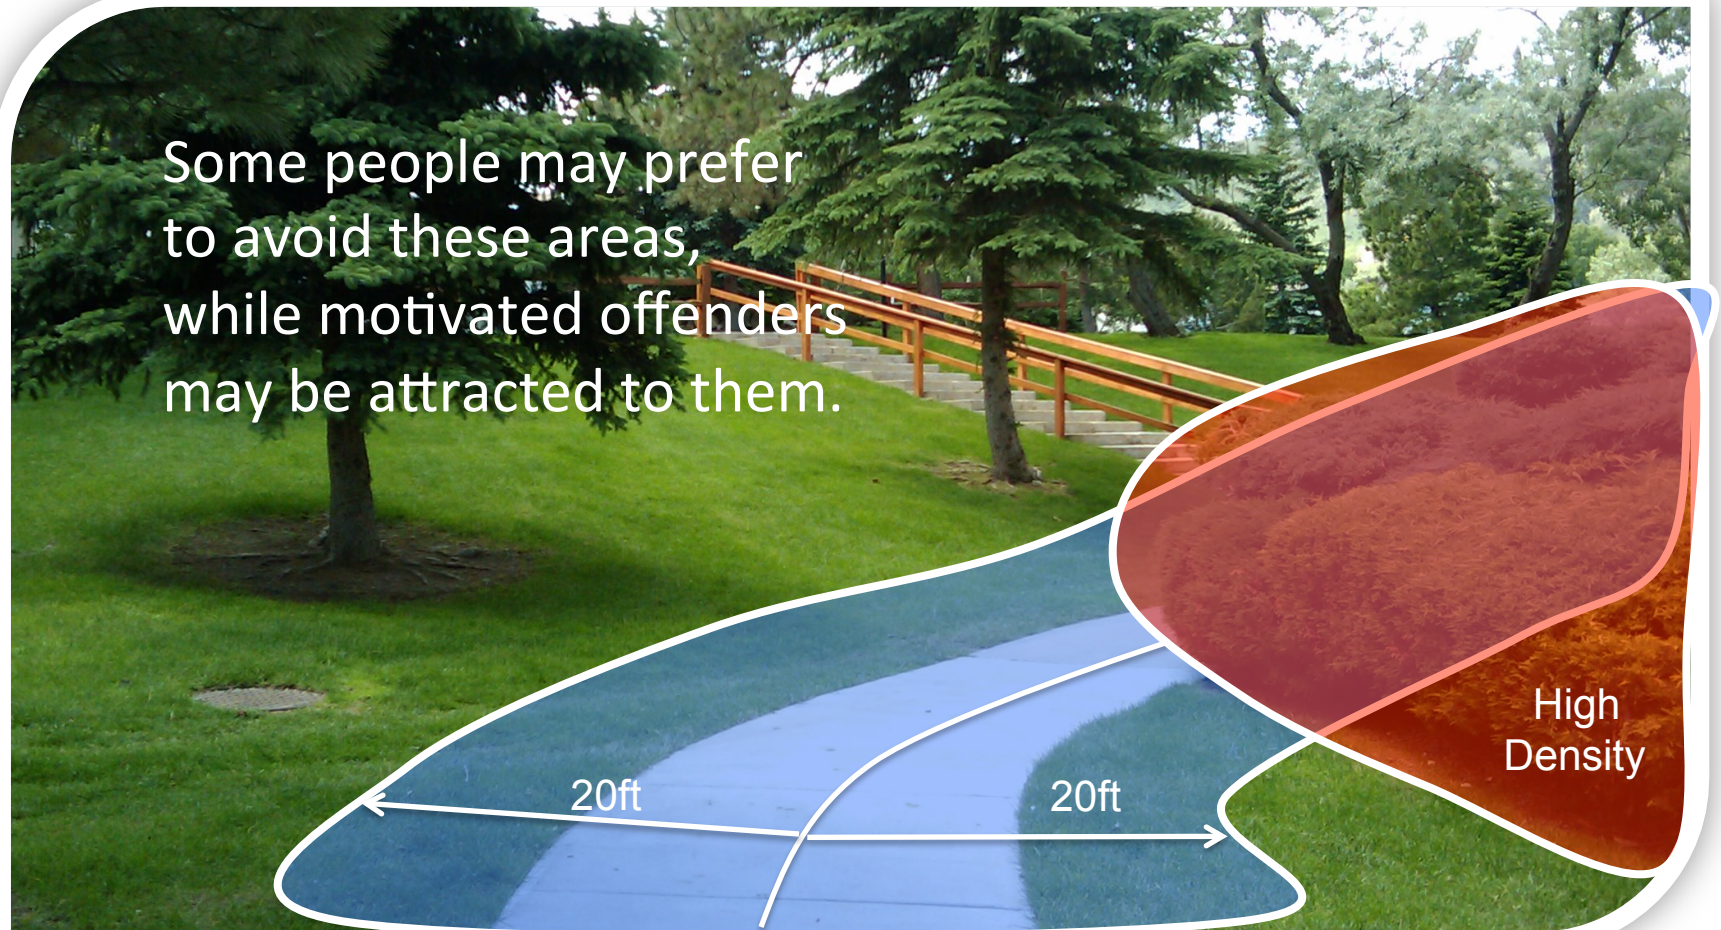 Some people may prefer
to avoid these areas,
while motivated offenders
may be attracted to them.
High
Density
20ft
20ft